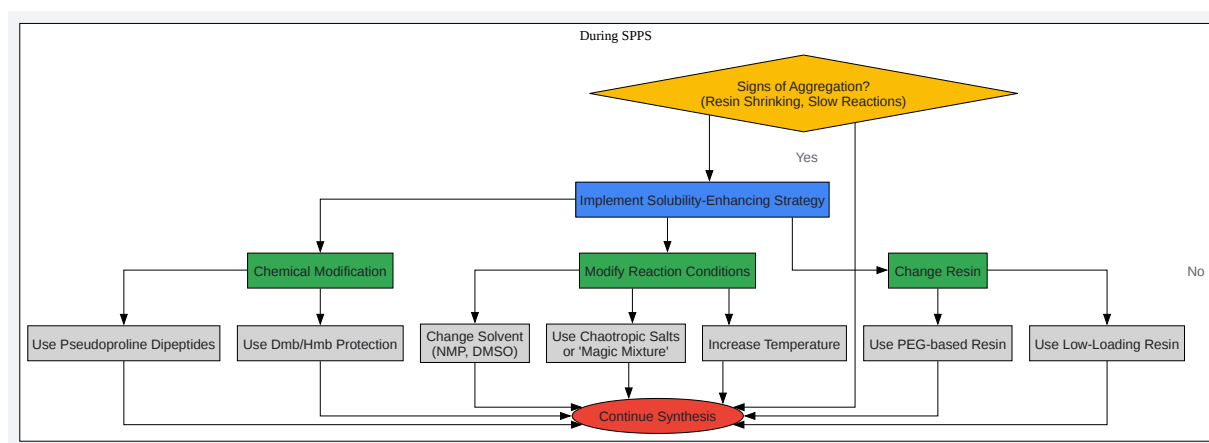 During SPPS
Signs of Aggregation?
(Resin Shrinking, Slow Reactions)
Yes
Implement Solubility-Enhancing Strategy
Chemical Modification
Modify Reaction Conditions
Change Resin
No
Use Pseudoproline Dipeptides
Use Dmb/Hmb Protection
Change Solvent
(NMP, DMSO)
Use Chaotropic Salts
or 'Magic Mixture'
Increase Temperature
Use PEG-based Resin
Use Low-Loading Resin
Continue Synthesis